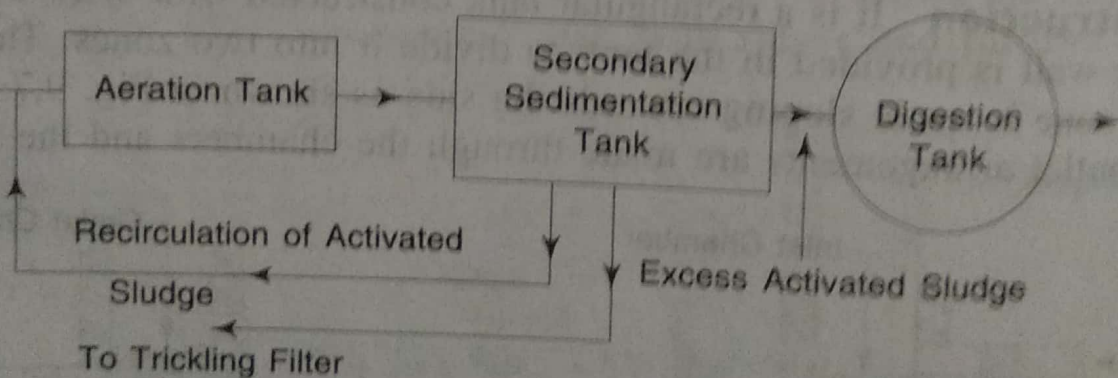 Aeration Tank
Secondary
Sedimentation
Tank
Digestion
Tank
Recirculation of Activated
Sludge
Excess Activated Sludge
To Trickling Filter